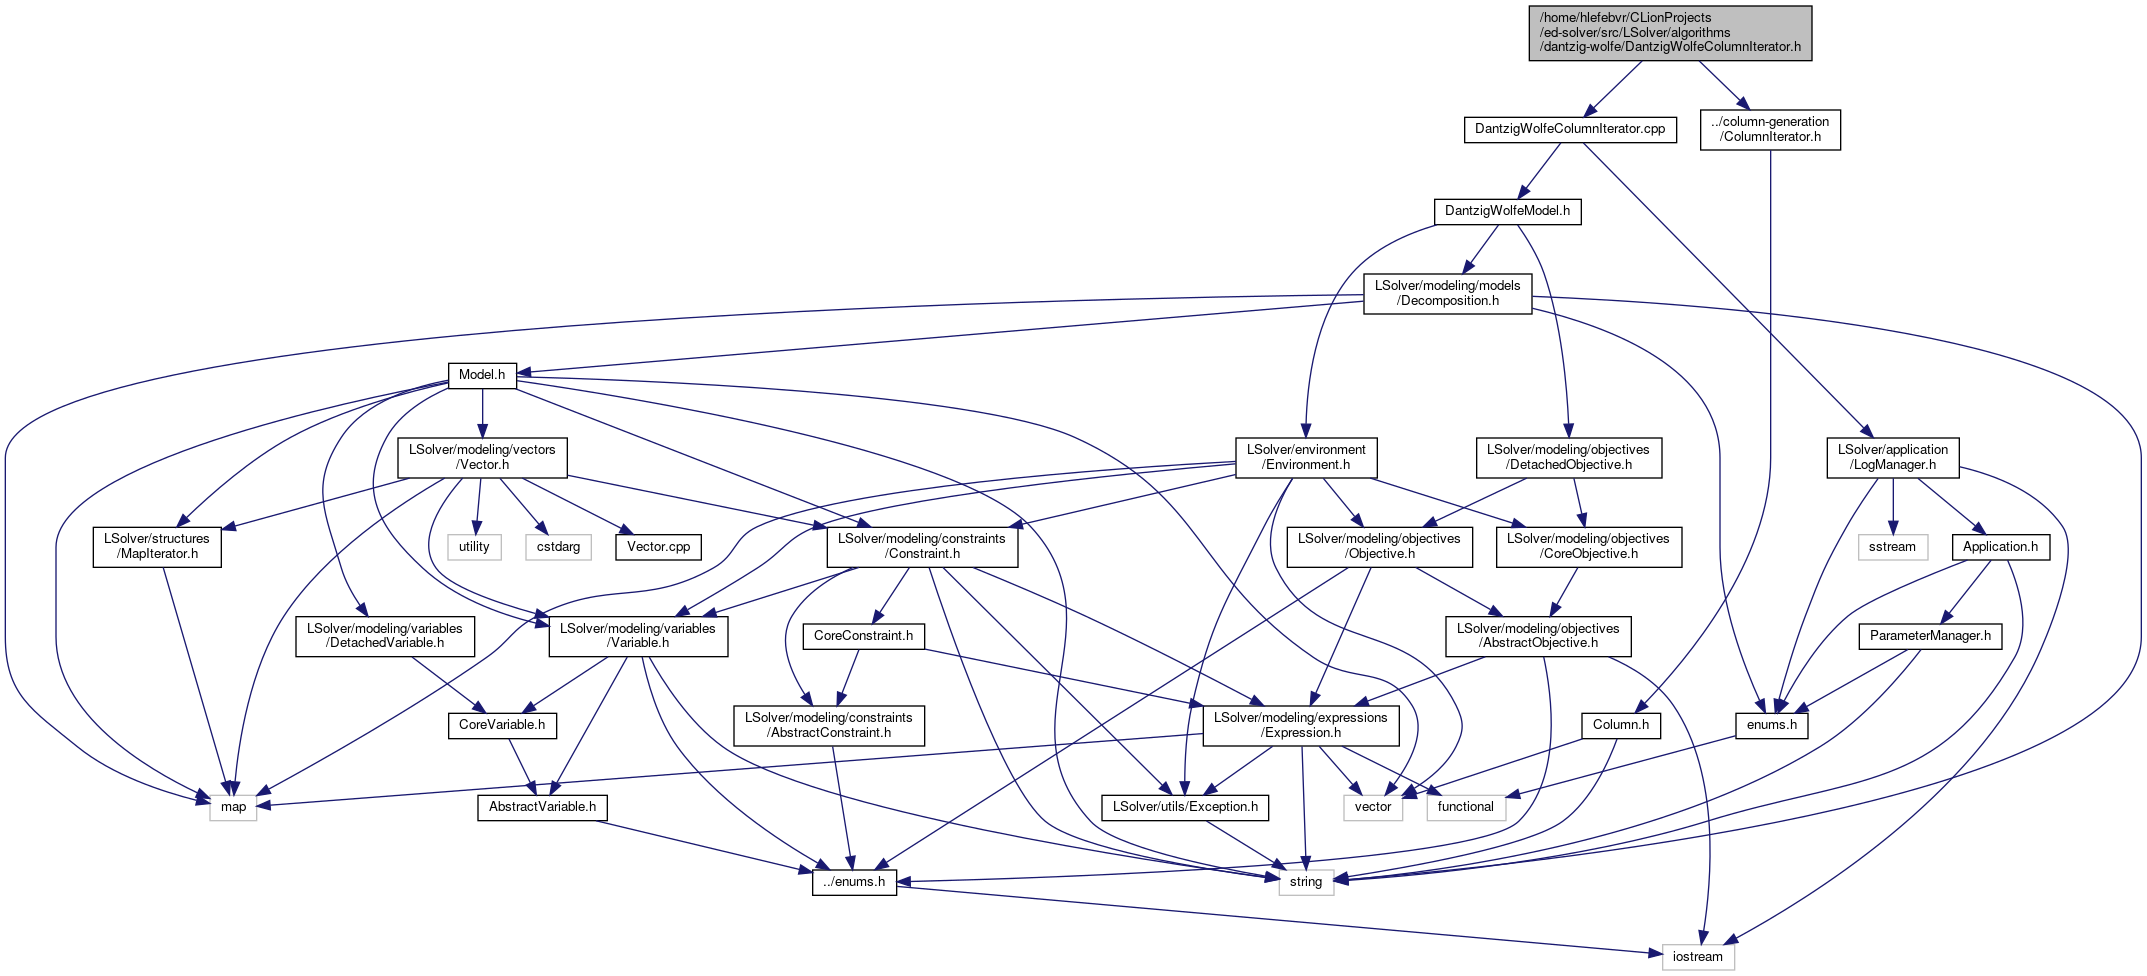 /home/hlefebvr/CLionProjects
/ed-solver/src/LSolver/algorithms
/dantzig-wolfe/DantzigWolfeColumnIterator.h
DantzigWolfeColumnIterator.cpp
../column-generation
/ColumnIterator.h
DantzigWolfeModel.h
LSolver/modeling/models
/Decomposition.h
Model.h
LSolver/modeling/vectors
/Vector.h
LSolver/environment
/Environment.h
LSolver/modeling/objectives
/DetachedObjective.h
LSolver/application
/LogManager.h
LSolver/structures
/MapIterator.h
utility
cstdarg
Vector.cpp
LSolver/modeling/constraints
/Constraint.h
LSolver/modeling/objectives
/Objective.h
LSolver/modeling/objectives
/CoreObjective.h
sstream
Application.h
LSolver/modeling/variables
/DetachedVariable.h
LSolver/modeling/variables
/Variable.h
CoreConstraint.h
LSolver/modeling/objectives
/AbstractObjective.h
ParameterManager.h
CoreVariable.h
LSolver/modeling/constraints
/AbstractConstraint.h
LSolver/modeling/expressions
/Expression.h
Column.h
enums.h
map
AbstractVariable.h
LSolver/utils/Exception.h
vector
functional
../enums.h
string
iostream